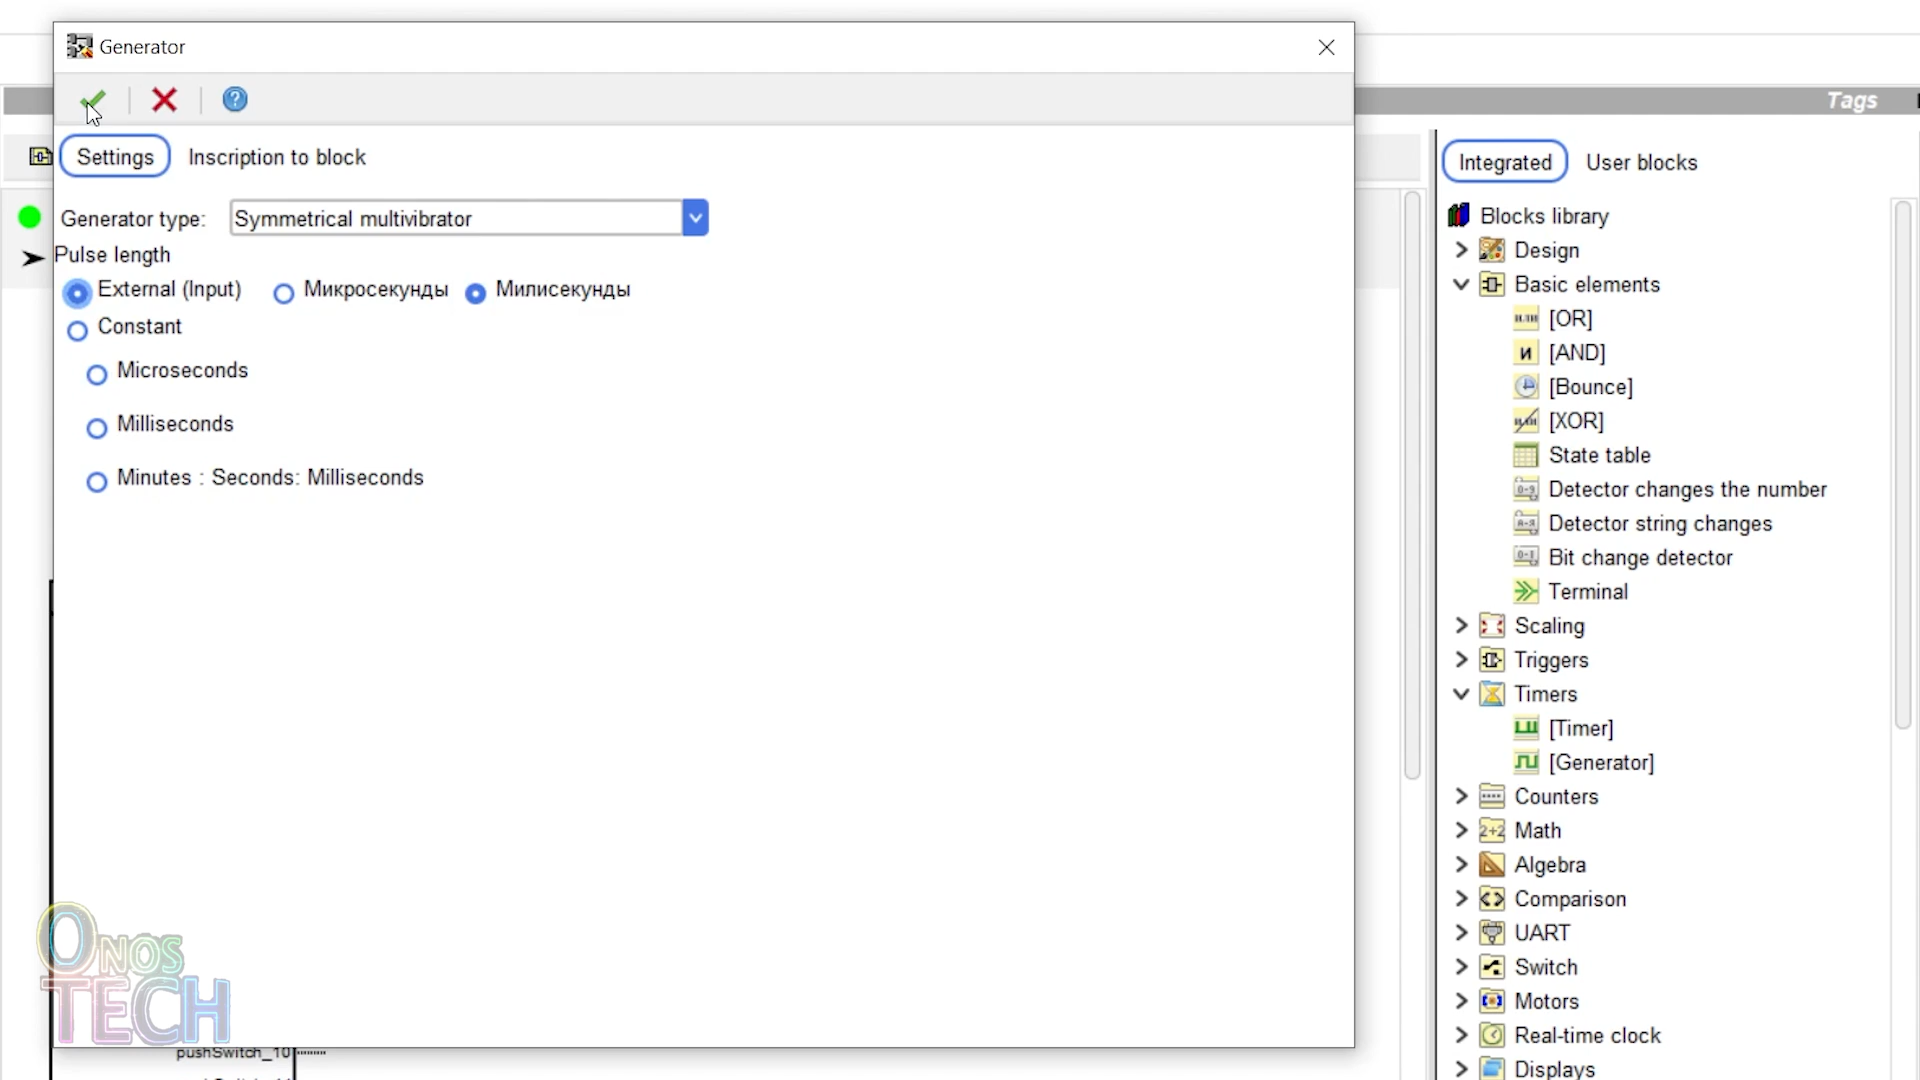 Generator
Tags
Settings Inscription to block
Integrated User blocks
Generator type: Symmetrical multivibrator
Pulse length
External (Input) Микросекунды Милисекунды
Constant
Microseconds
Milliseconds
Minutes : Seconds: Milliseconds
Blocks library
Design
Basic elements
[OR]
[AND]
[Bounce]
[XOR]
State table
Detector changes the number
Detector string changes
Bit change detector
Terminal
Scaling
Triggers
Timers
[Timer]
[Generator]
Counters
Math
Algebra
Comparison
UART
Switch
Motors
Real-time clock
Displays
ONOS
TECH
pushSwitch_10